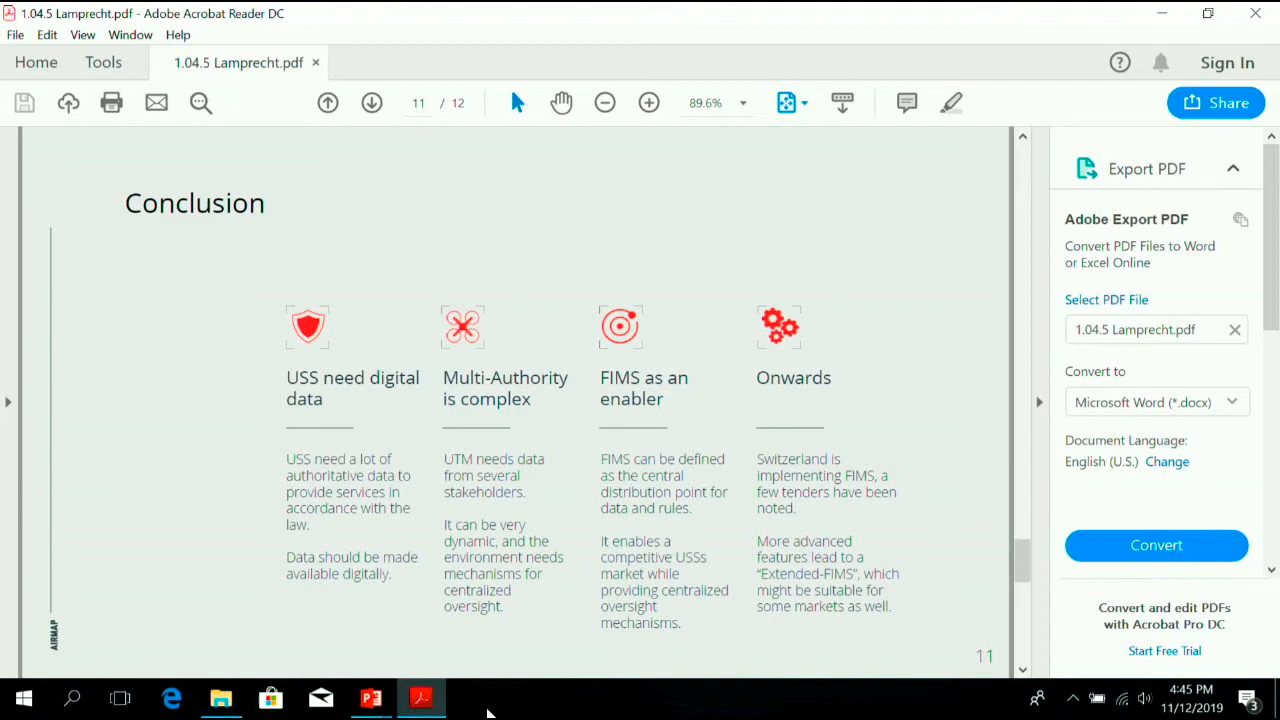 1.04.5 Lamprecht.pdf - Adobe Acrobat Reader DC
File Edit View Window Help
Home Tools 1.04.5 Lamprecht.pdf × Sign In
11 / 12 89.6% Share
Conclusion
USS need digital
data
USS need a lot of
authoritative data to
provide services in
accordance with the
law.
Data should be made
available digitally.
Multi-Authority
is complex
UTM needs data
from several
stakeholders.
It can be very
dynamic, and the
environment needs
mechanisms for
centralized
oversight.
FIMS as an
enabler
FIMS can be defined
as the central
distribution point for
data and rules.
It enables a
competitive USSs
market while
providing centralized
oversight
mechanisms.
Onwards
Switzerland is
implementing FIMS, a
few tenders have been
noted.
More advanced
features lead to a
“Extended-FIMS”, which
might be suitable for
some markets as well.
AIRMAP
11
Export PDF
Adobe Export PDF
Convert PDF Files to Word
or Excel Online
Select PDF File
1.04.5 Lamprecht.pdf
Convert to
Microsoft Word (*.docx)
Document Language:
English (U.S.) Change
Convert
Convert and edit PDFs
with Acrobat Pro DC
Start Free Trial
4:45 PM
11/12/2019
3